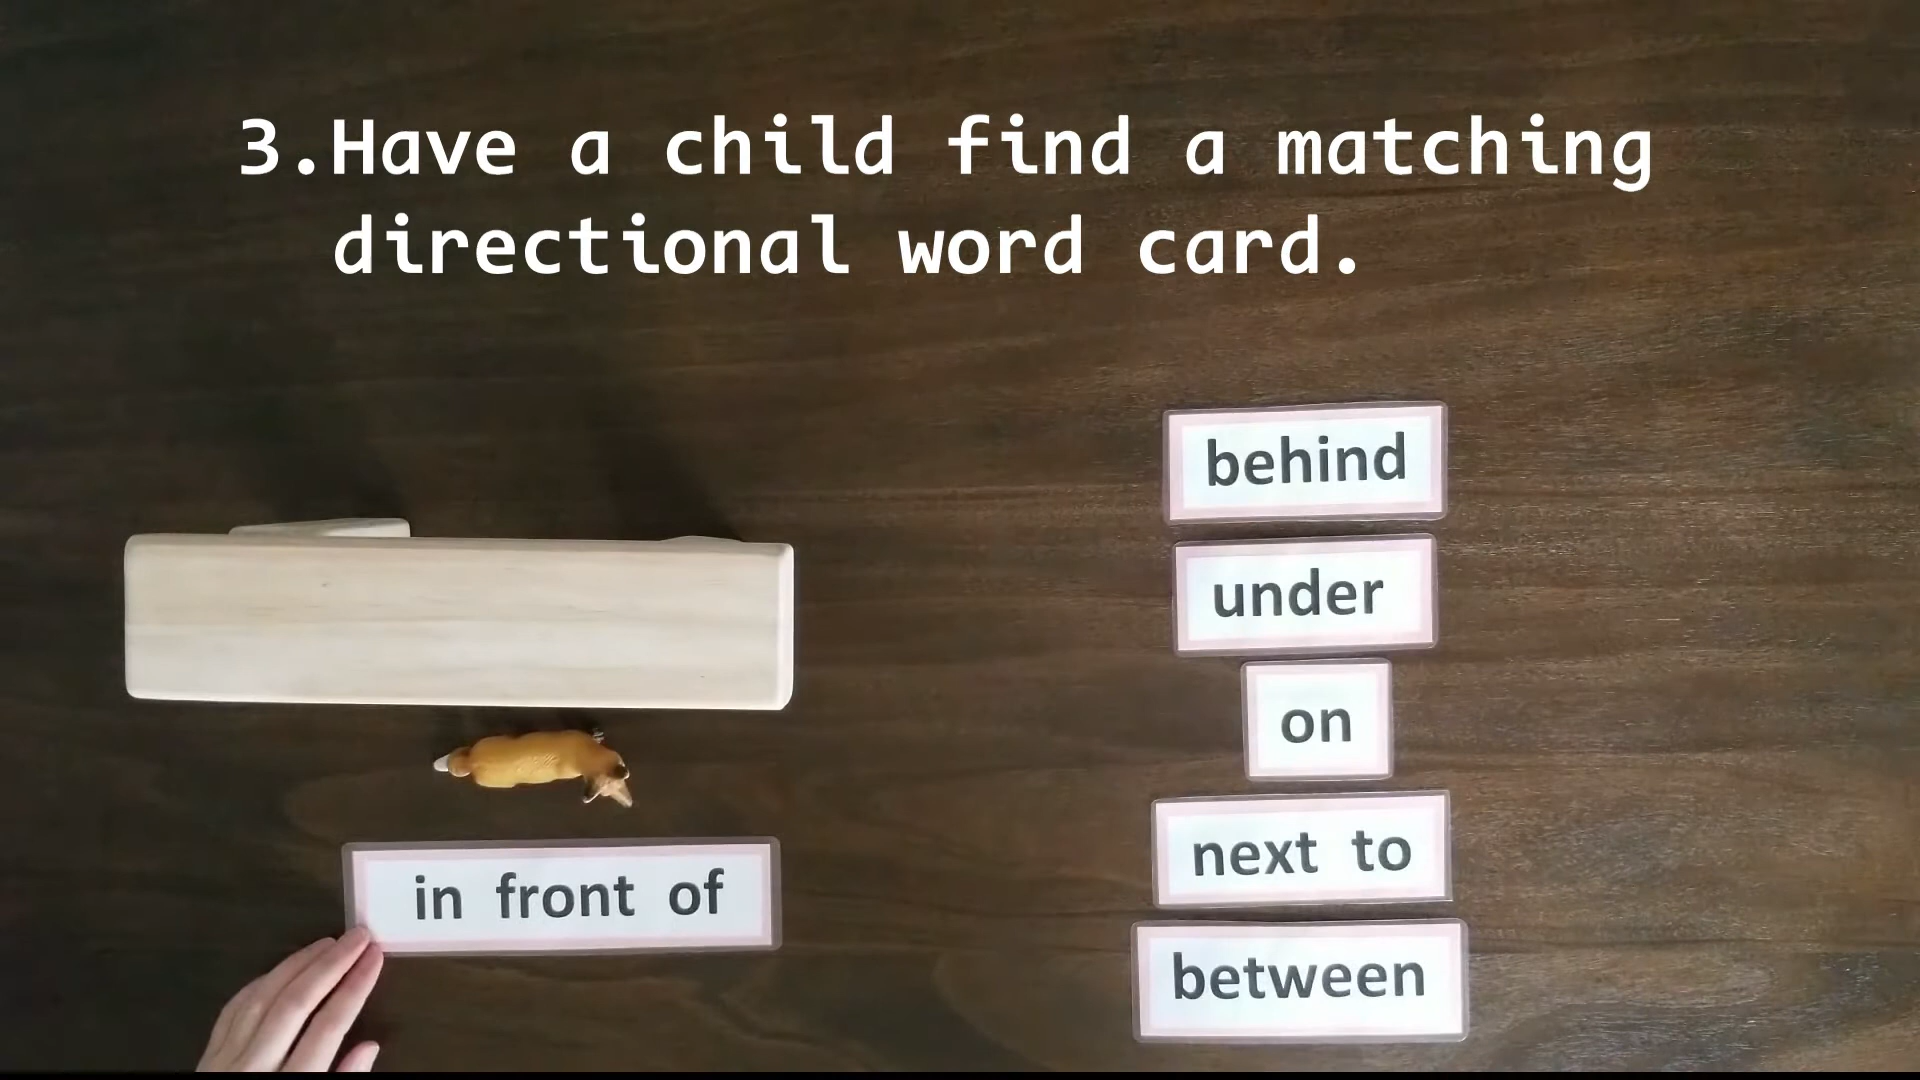 3.Have a child find a matching
directional word card.
behind
under
on
next to
between
in front of